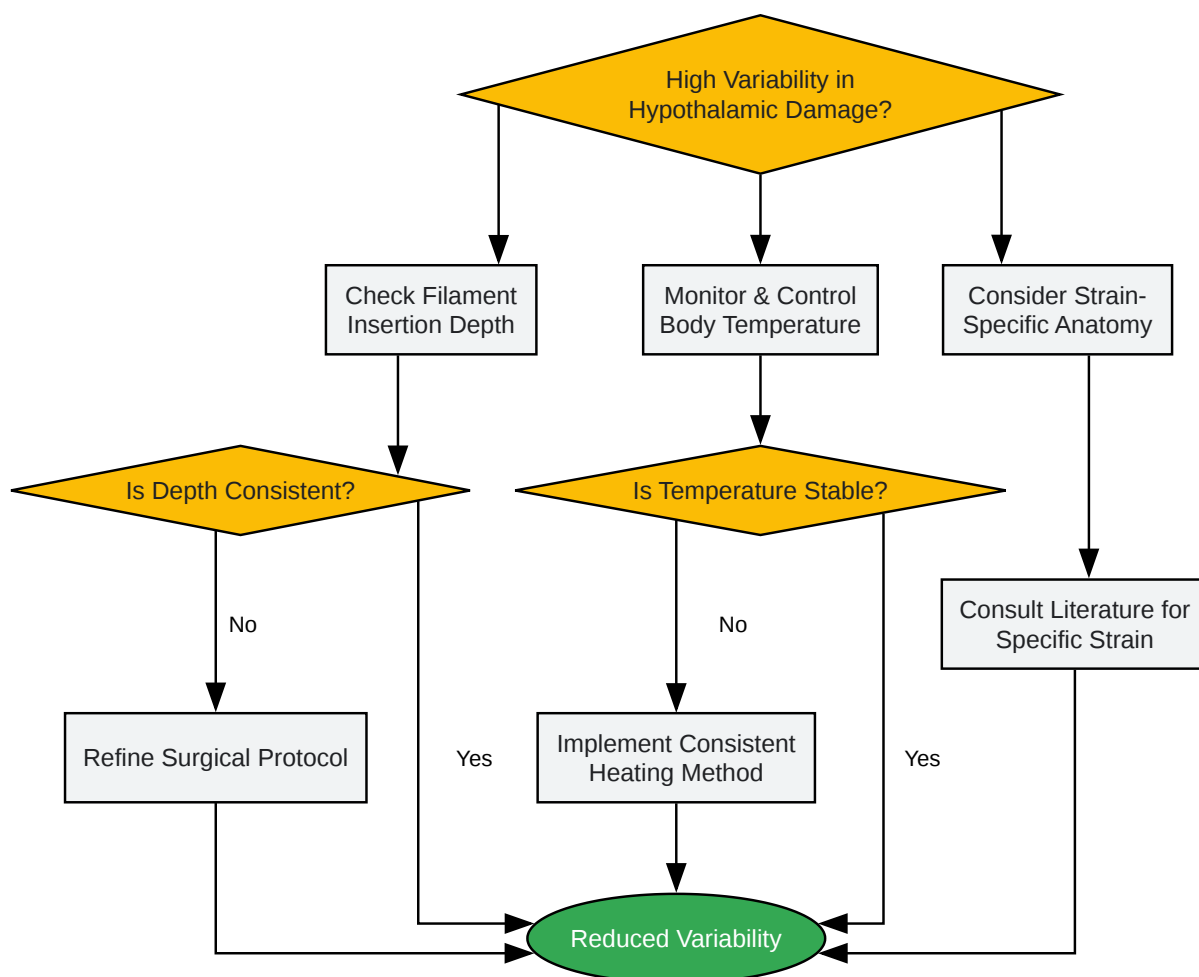 High Variability in
Hypothalamic Damage?
Check Filament
Insertion Depth
Monitor & Control
Body Temperature
Consider Strain-
Specific Anatomy
Is Depth Consistent?
Is Temperature Stable?
Consult Literature for
Specific Strain
No
No
Refine Surgical Protocol
Yes
Implement Consistent
Heating Method
Yes
Reduced Variability